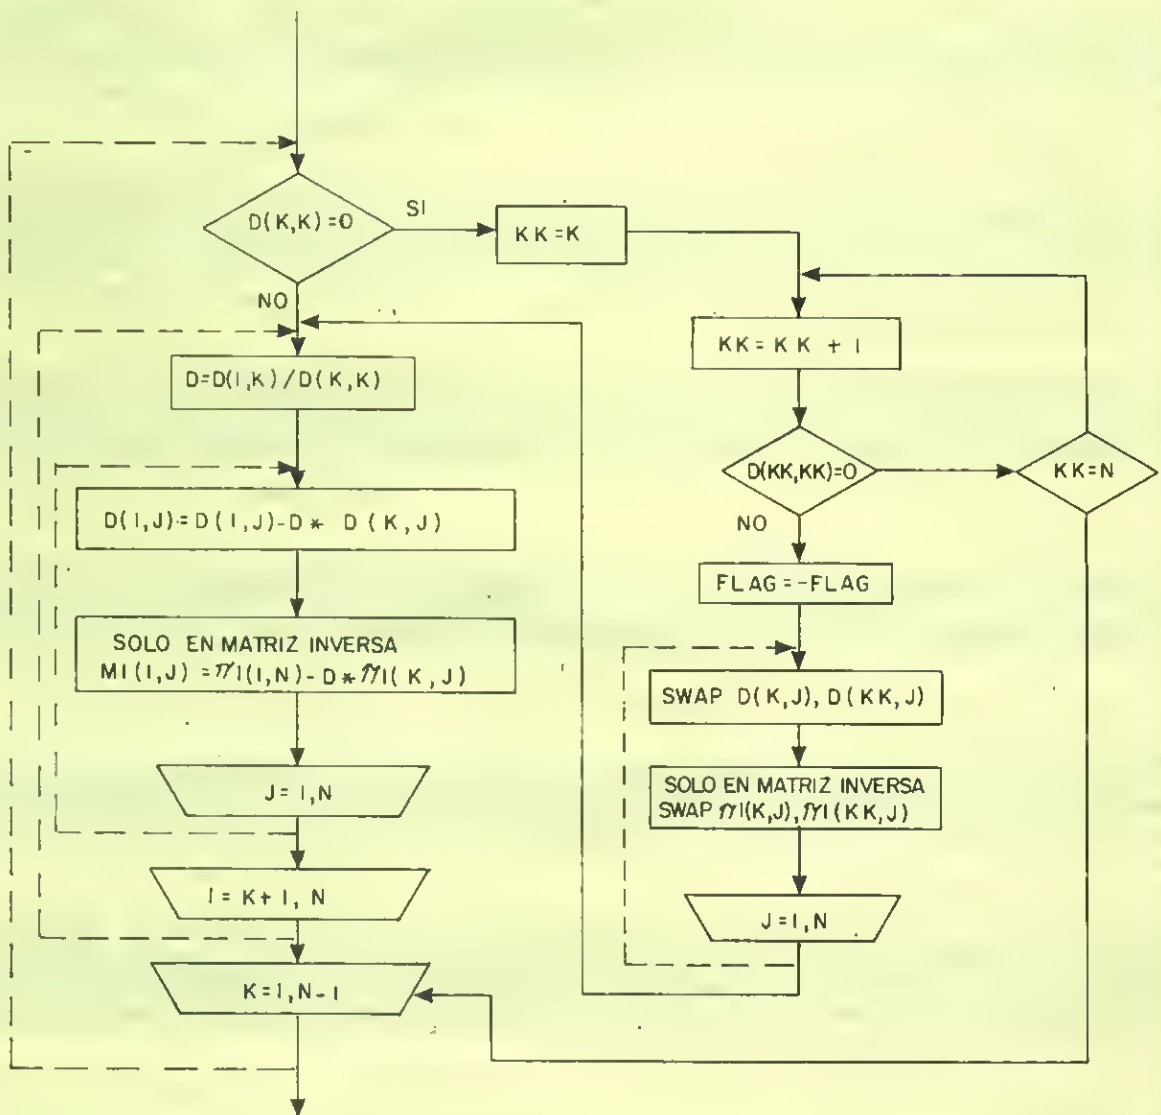 D(K,K)=0
SI
KK=K
NO
KK=KK+1
D=D(I,K)/D(K,K)
D(KK,KK)=0
KK=N
NO
D(I,J)=D(I,J)-D* D(K,J)
FLAG=-FLAG
SOLO EN MATRIZ INVERSA
MI(I,J)=MI(I,N)-D*MI(K,J)
SWAP D(K,J), D(KK,J)
SOLO EN MATRIZ INVERSA
SWAP MI(K,J),MI(KK,J)
J=1,N
I=K+1,N
J=1,N
K=1,N-1